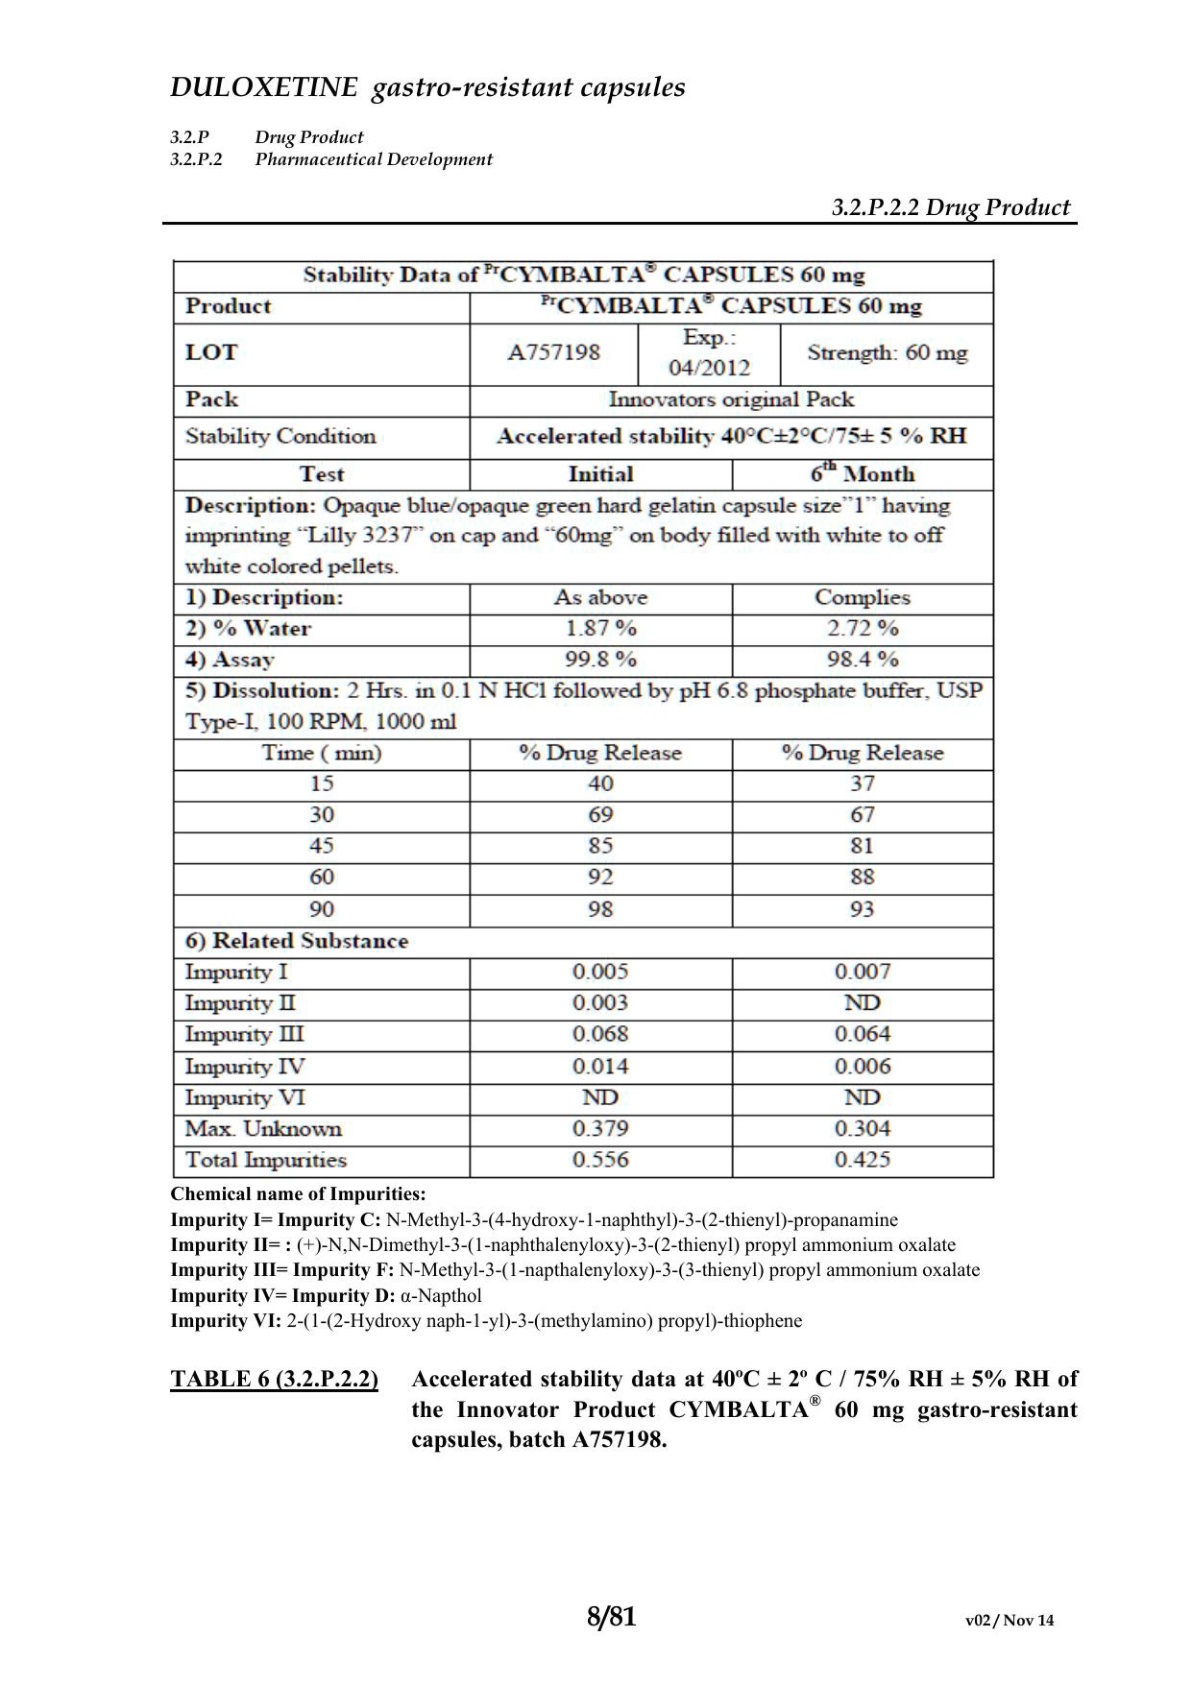 DULOXETINE gastro-resistant capsules
3.2.P Drug Product
3.2.P.2 Pharmaceutical Development
3.2.P.2.2 Drug Product
Stability Data of PrCYMBALTA® CAPSULES 60 mg
Product PrCYMBALTA® CAPSULES 60 mg
LOT A757198 Exp.: 04/2012 Strength: 60 mg
Pack Innovators original Pack
Stability Condition Accelerated stability 40°C±2°C/75± 5 % RH
Test Initial 6th Month
Description: Opaque blue/opaque green hard gelatin capsule size"1" having
imprinting "Lilly 3237" on cap and "60mg" on body filled with white to off
white colored pellets.
1) Description: As above Complies
2) % Water 1.87 % 2.72 %
4) Assay 99.8 % 98.4 %
5) Dissolution: 2 Hrs. in 0.1 N HCl followed by pH 6.8 phosphate buffer, USP
Type-I, 100 RPM, 1000 ml
Time ( min) % Drug Release % Drug Release
15 40 37
30 69 67
45 85 81
60 92 88
90 98 93
6) Related Substance
Impurity I 0.005 0.007
Impurity II 0.003 ND
Impurity III 0.068 0.064
Impurity IV 0.014 0.006
Impurity VI ND ND
Max. Unknown 0.379 0.304
Total Impurities 0.556 0.425
Chemical name of Impurities:
Impurity I= Impurity C: N-Methyl-3-(4-hydroxy-1-naphthyl)-3-(2-thienyl)-propanamine
Impurity II= : (+)-N,N-Dimethyl-3-(1-naphthalenyloxy)-3-(2-thienyl) propyl ammonium oxalate
Impurity III= Impurity F: N-Methyl-3-(1-napthalenyloxy)-3-(3-thienyl) propyl ammonium oxalate
Impurity IV= Impurity D: α-Napthol
Impurity VI: 2-(1-(2-Hydroxy naph-1-yl)-3-(methylamino) propyl)-thiophene
TABLE 6 (3.2.P.2.2) Accelerated stability data at 40ºC ± 2º C / 75% RH ± 5% RH of
the Innovator Product CYMBALTA® 60 mg gastro-resistant
capsules, batch A757198.
8/81
v02 / Nov 14